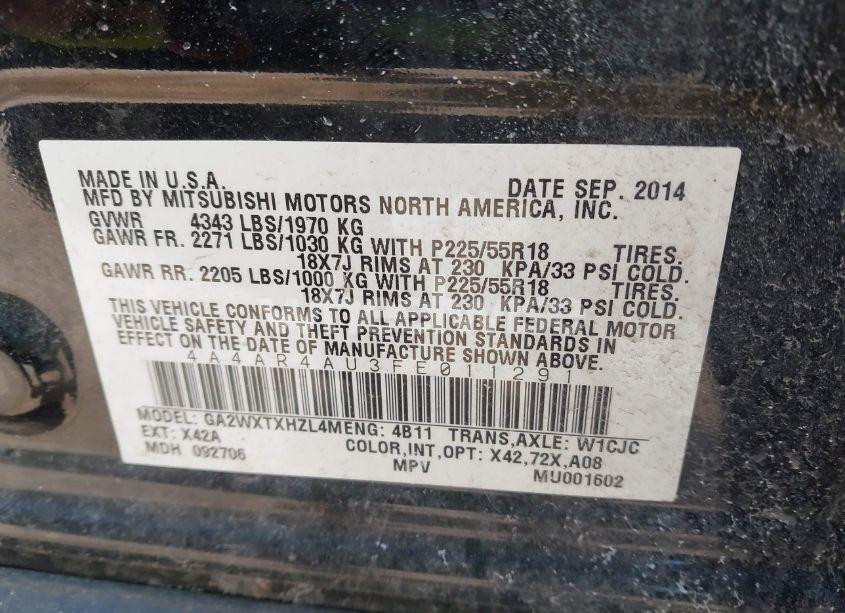 MADE IN U.S.A. DATE SEP. 2014
MFD BY MITSUBISHI MOTORS NORTH AMERICA, INC.
GVWR 4343 LBS/1970 KG
GAWR FR. 2271 LBS/1030 KG WITH P225/55R18 TIRES.
18X7J RIMS AT 230 KPA/33 PSI COLD.
GAWR RR. 2205 LBS/1000 KG WITH P225/55R18 TIRES.
18X7J RIMS AT 230 KPA/33 PSI COLD.
THIS VEHICLE CONFORMS TO ALL APPLICABLE FEDERAL MOTOR
VEHICLE SAFETY AND THEFT PREVENTION STANDARDS IN
EFFECT ON THE DATE OF MANUFACTURE SHOWN ABOVE.
4A4AR4AU3FE011291
MODEL: GA2WXTXHZL4MENG: 4B11 TRANS,AXLE: W1CJC
EXT: X42A COLOR,INT,OPT: X42,72X,A08
MDH 092706 MPV MU001602